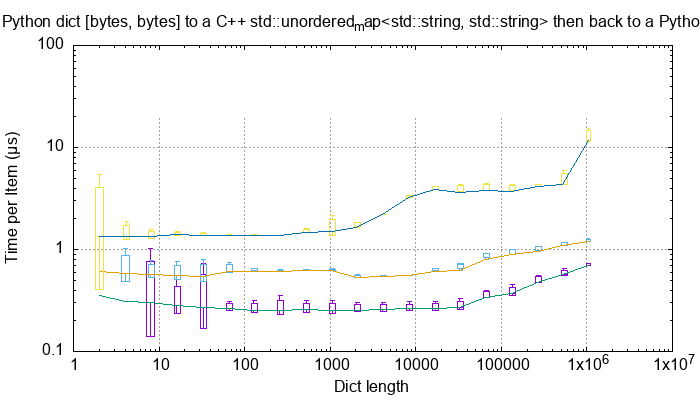 Python dict [bytes, bytes] to a C++ std::unordered_map<std::string, std::string> then back to a Pytho
100
10
1
0.1
Time per Item (µs)
1 10 100 1000 10000 100000 1x10^6 1x10^7
Dict length